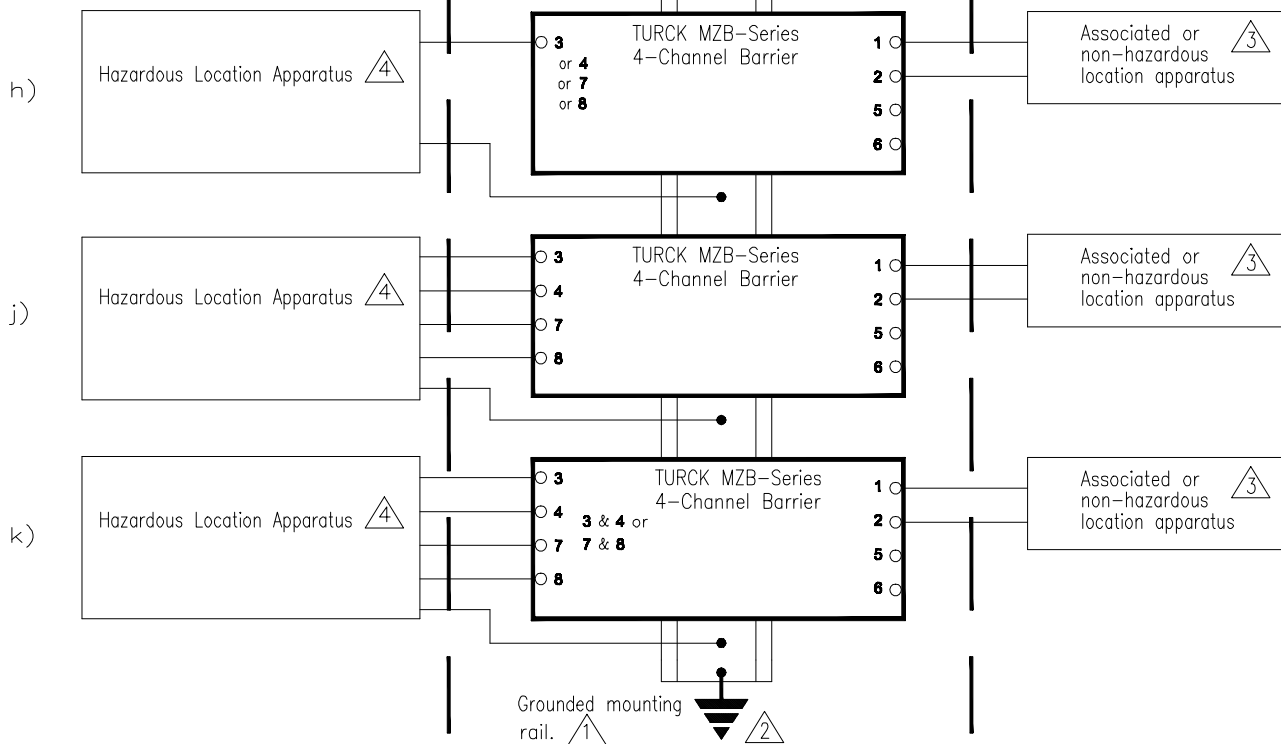 h)
Hazardous Location Apparatus 4
3
or 4
or 7
or 8
TURCK MZB-Series
4-Channel Barrier
1
2
5
6
Associated or
non-hazardous
location apparatus
3
j)
Hazardous Location Apparatus 4
3
4
7
8
TURCK MZB-Series
4-Channel Barrier
1
2
5
6
Associated or
non-hazardous
location apparatus
3
k)
Hazardous Location Apparatus 4
3
4
7
8
3 & 4 or
7 & 8
TURCK MZB-Series
4-Channel Barrier
1
2
5
6
Associated or
non-hazardous
location apparatus
3
Grounded mounting
rail. 1
2